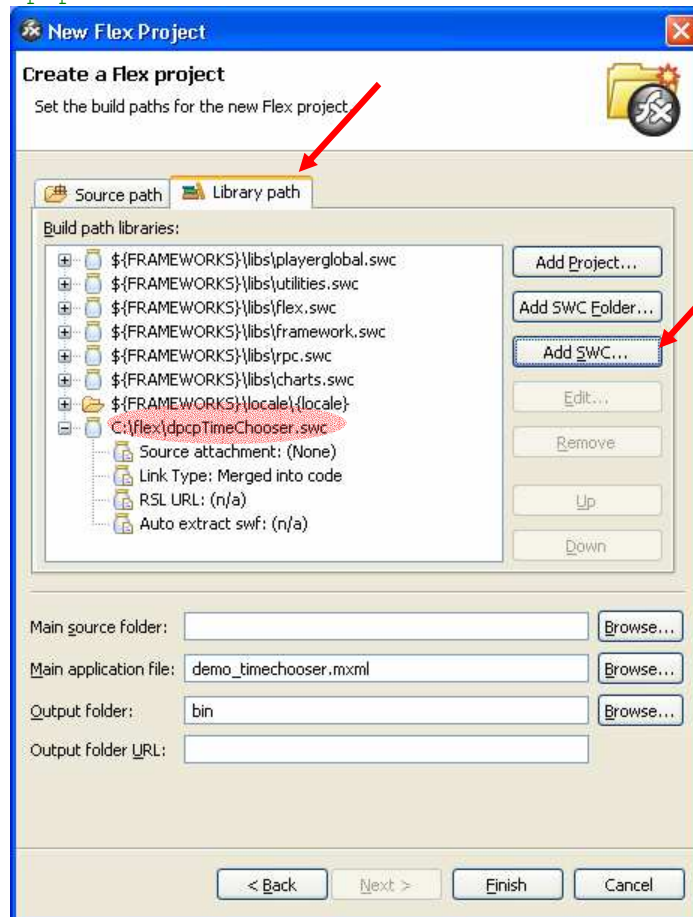 New Flex Project
Create a Flex project
Set the build paths for the new Flex project.
Source path
Library path
Build path libraries:
${FRAMEWORKS}\libs\playerglobal.swc
${FRAMEWORKS}\libs\utilities.swc
${FRAMEWORKS}\libs\flex.swc
${FRAMEWORKS}\libs\framework.swc
${FRAMEWORKS}\libs\rpc.swc
${FRAMEWORKS}\libs\charts.swc
${FRAMEWORKS}\locale\{locale}
C:\flex\dpcpTimeChooser.swc
Source attachment: (None)
Link Type: Merged into code
RSL URL: (n/a)
Auto extract swf: (n/a)
Add Project...
Add SWC Folder...
Add SWC...
Edit...
Remove
Up
Down
Main source folder:
Browse...
Main application file: demo_timechooser.mxml
Browse...
Output folder: bin
Browse...
Output folder URL:
< Back
Next >
Finish
Cancel